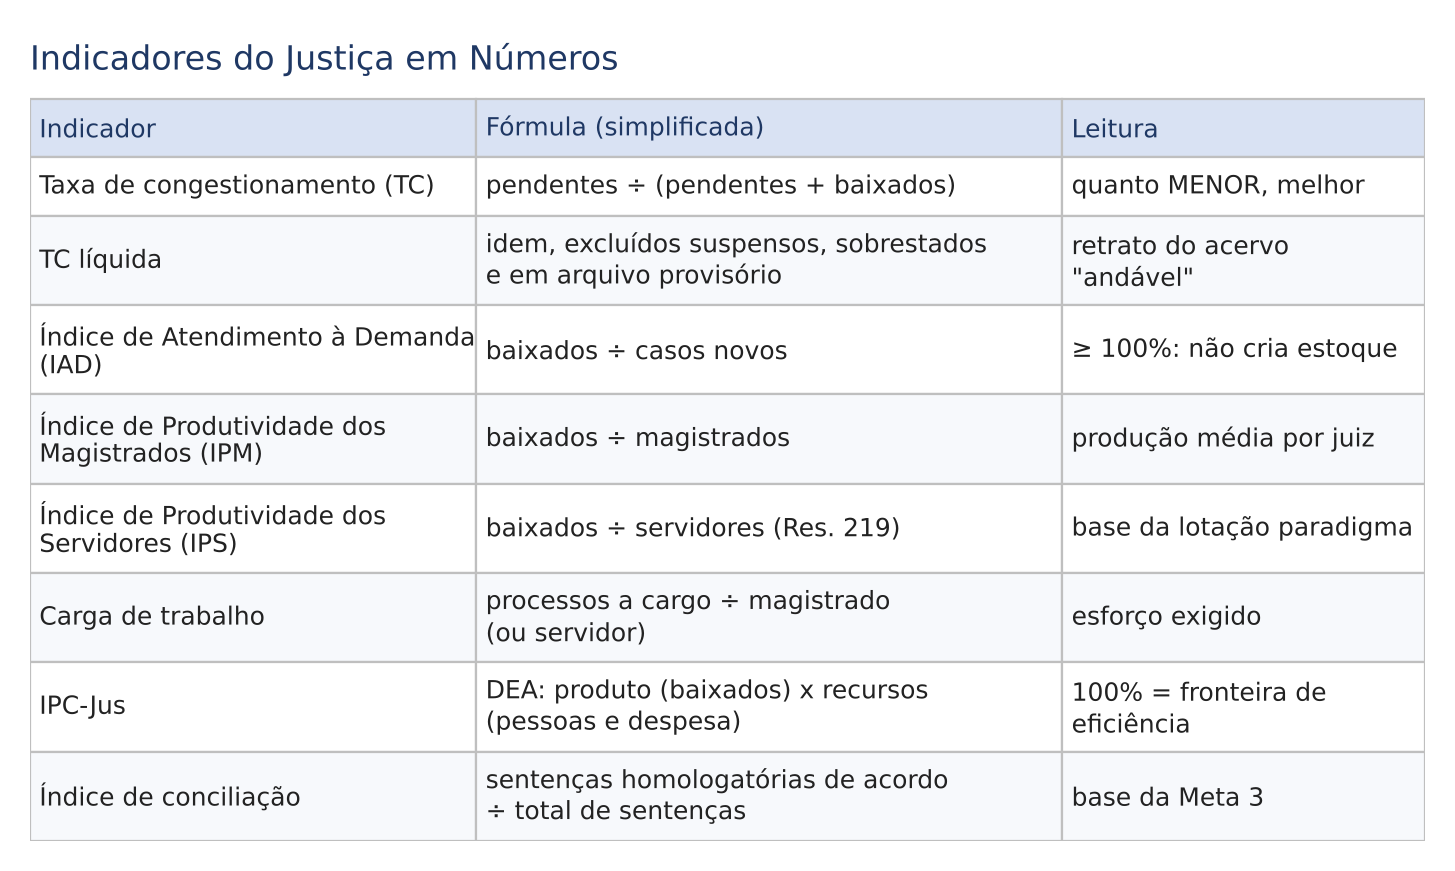 Indicadores do Justiça em Números
Indicador
Fórmula (simplificada)
Leitura
Taxa de congestionamento (TC)
pendentes ÷ (pendentes + baixados)
quanto MENOR, melhor
TC líquida
idem, excluídos suspensos, sobrestados
e em arquivo provisório
retrato do acervo
"andável"
Índice de Atendimento à Demanda
(IAD)
baixados ÷ casos novos
≥ 100%: não cria estoque
Índice de Produtividade dos
Magistrados (IPM)
baixados ÷ magistrados
produção média por juiz
Índice de Produtividade dos
Servidores (IPS)
baixados ÷ servidores (Res. 219)
base da lotação paradigma
Carga de trabalho
processos a cargo ÷ magistrado
(ou servidor)
esforço exigido
IPC-Jus
DEA: produto (baixados) x recursos
(pessoas e despesa)
100% = fronteira de
eficiência
Índice de conciliação
sentenças homologatórias de acordo
÷ total de sentenças
base da Meta 3